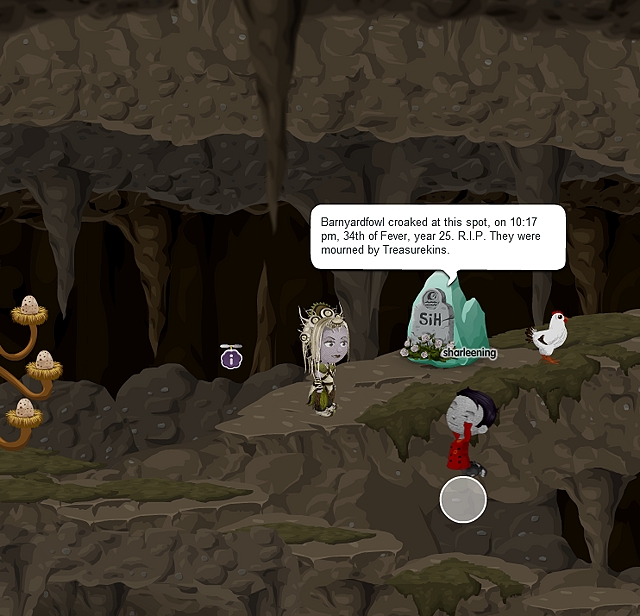 Barnyardfowl croaked at this spot, on 10:17
pm, 34th of Fever, year 25. R.I.P. They were
mourned by Treasurekins.
SiH
sharleening
i